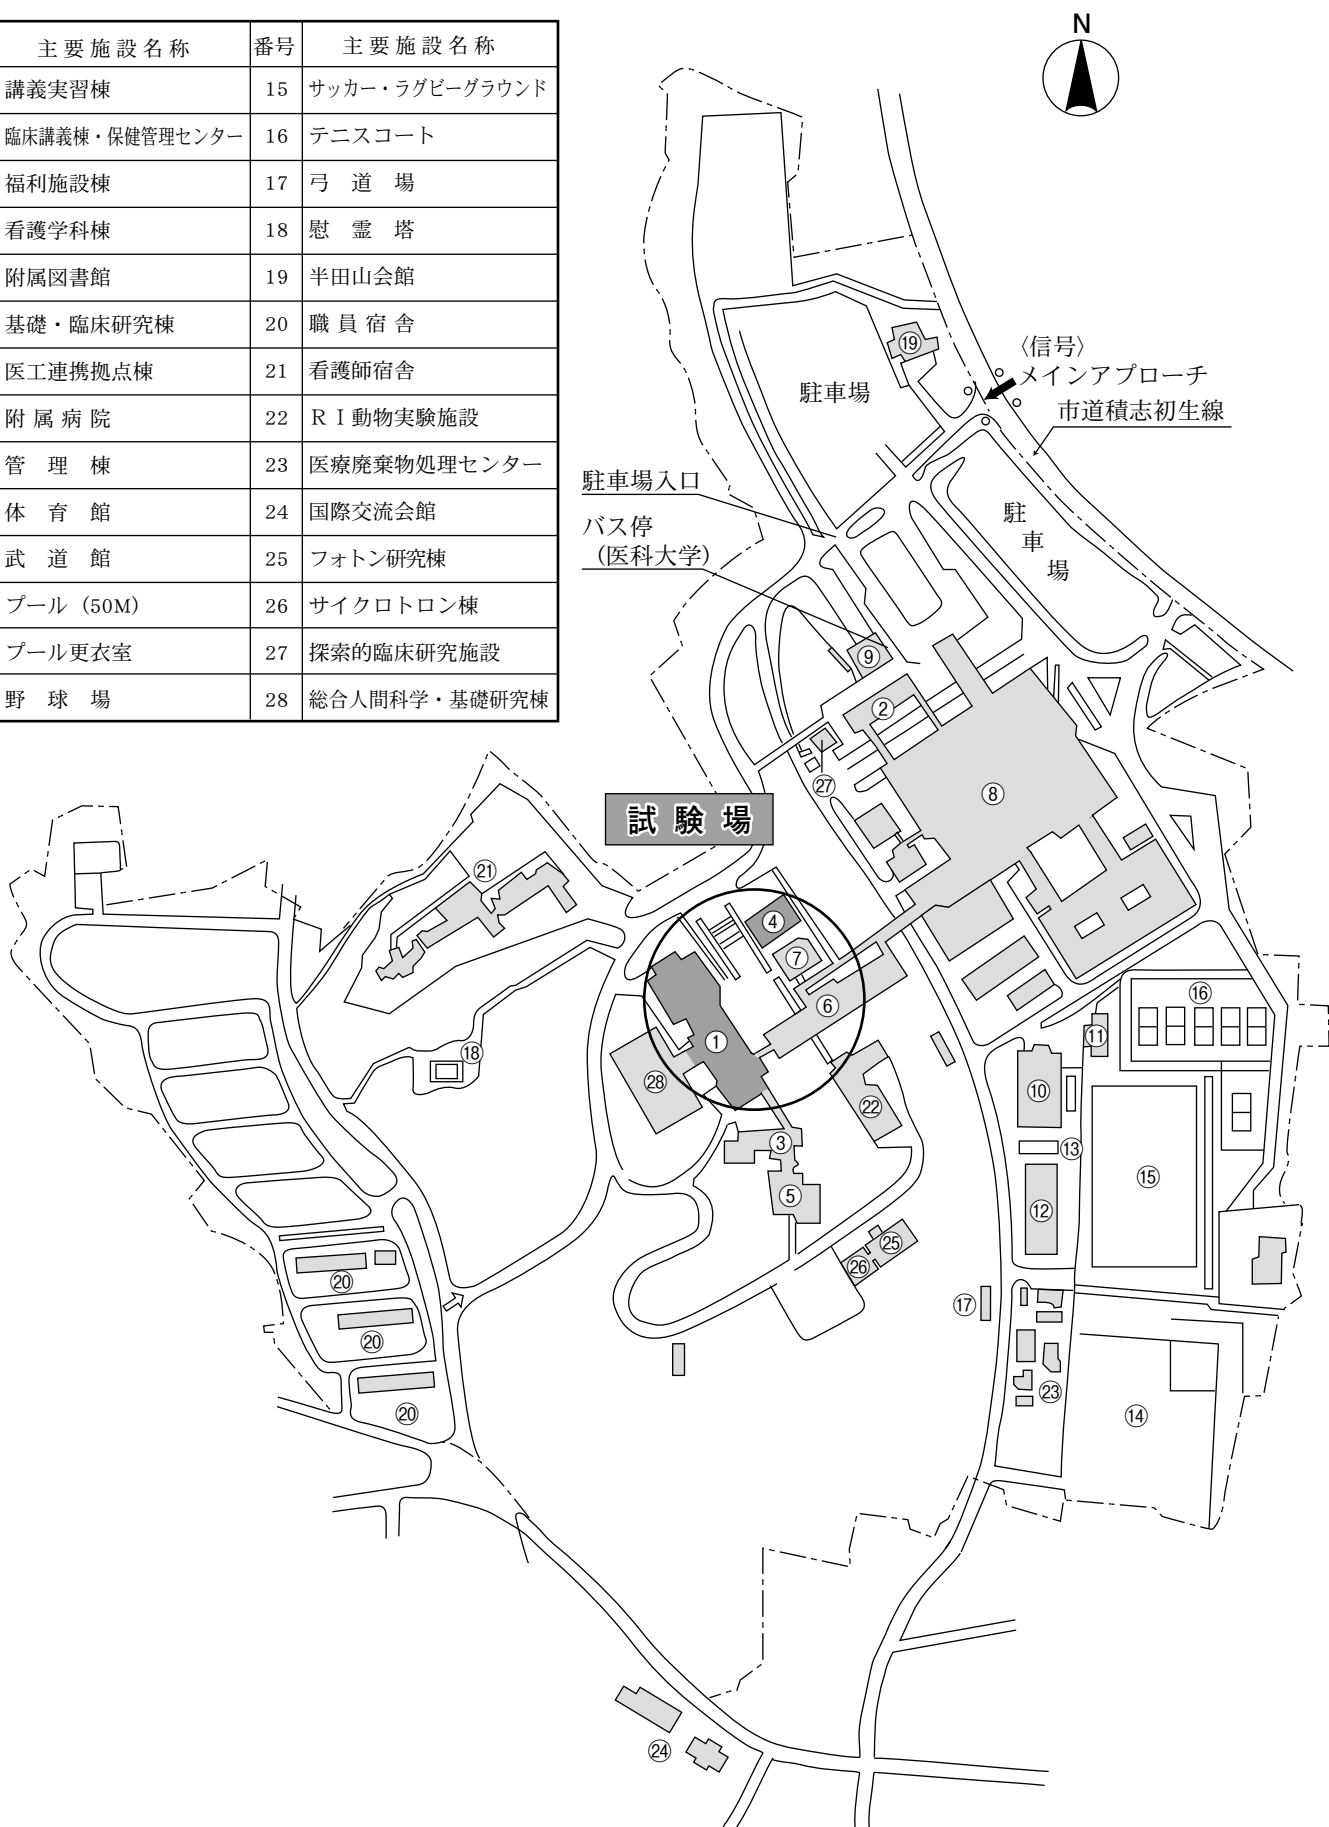 主要施設名称 番号 主要施設名称
講義実習棟 15 サッカー・ラグビーグラウンド
臨床講義棟・保健管理センター 16 テニスコート
福利施設棟 17 弓道場
看護学科棟 18 慰霊塔
附属図書館 19 半田山会館
基礎・臨床研究棟 20 職員宿舎
医工連携拠点棟 21 看護師宿舎
附属病院 22 RI動物実験施設
管理棟 23 医療廃棄物処理センター
体育館 24 国際交流会館
武道館 25 フォトン研究棟
プール（50M） 26 サイクロトロン棟
プール更衣室 27 探索的臨床研究施設
野球場 28 総合人間科学・基礎研究棟
N
⑲
〈信号〉
メインアプローチ
市道積志初生線
駐車場
駐車場入口
駐車場
バス停
（医科大学）
⑨
②
㉗
⑧
試験場
㉑
④
⑦
⑥
⑯
①
⑪
⑱
㉘
⑩
㉒
③
⑬
⑮
⑤
⑫
㉕
㉖
⑳
⑰
⑳
㉓
⑳
⑭
㉔